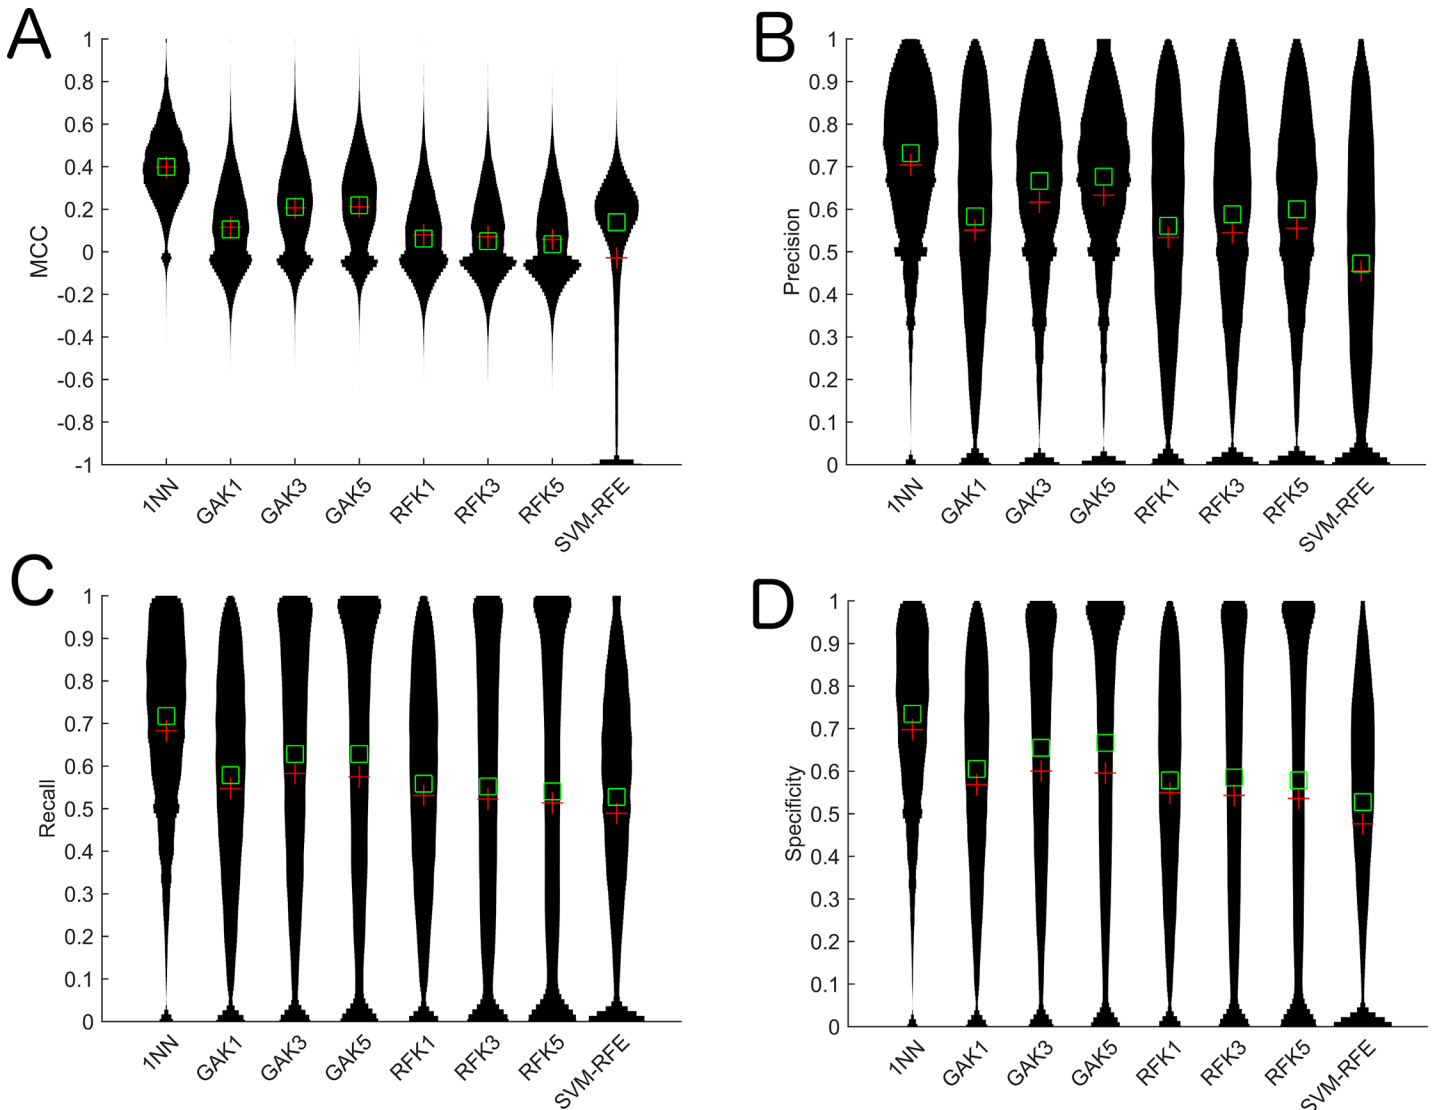 A
MCC
1
0.8
0.6
0.4
0.2
0
-0.2
-0.4
-0.6
-0.8
-1
1NN
GAK1
GAK3
GAK5
RFK1
RFK3
RFK5
SVM-RFE
B
Precision
1
0.9
0.8
0.7
0.6
0.5
0.4
0.3
0.2
0.1
0
1NN
GAK1
GAK3
GAK5
RFK1
RFK3
RFK5
SVM-RFE
C
Recall
1
0.9
0.8
0.7
0.6
0.5
0.4
0.3
0.2
0.1
0
1NN
GAK1
GAK3
GAK5
RFK1
RFK3
RFK5
SVM-RFE
D
Specificity
1
0.9
0.8
0.7
0.6
0.5
0.4
0.3
0.2
0.1
0
1NN
GAK1
GAK3
GAK5
RFK1
RFK3
RFK5
SVM-RFE